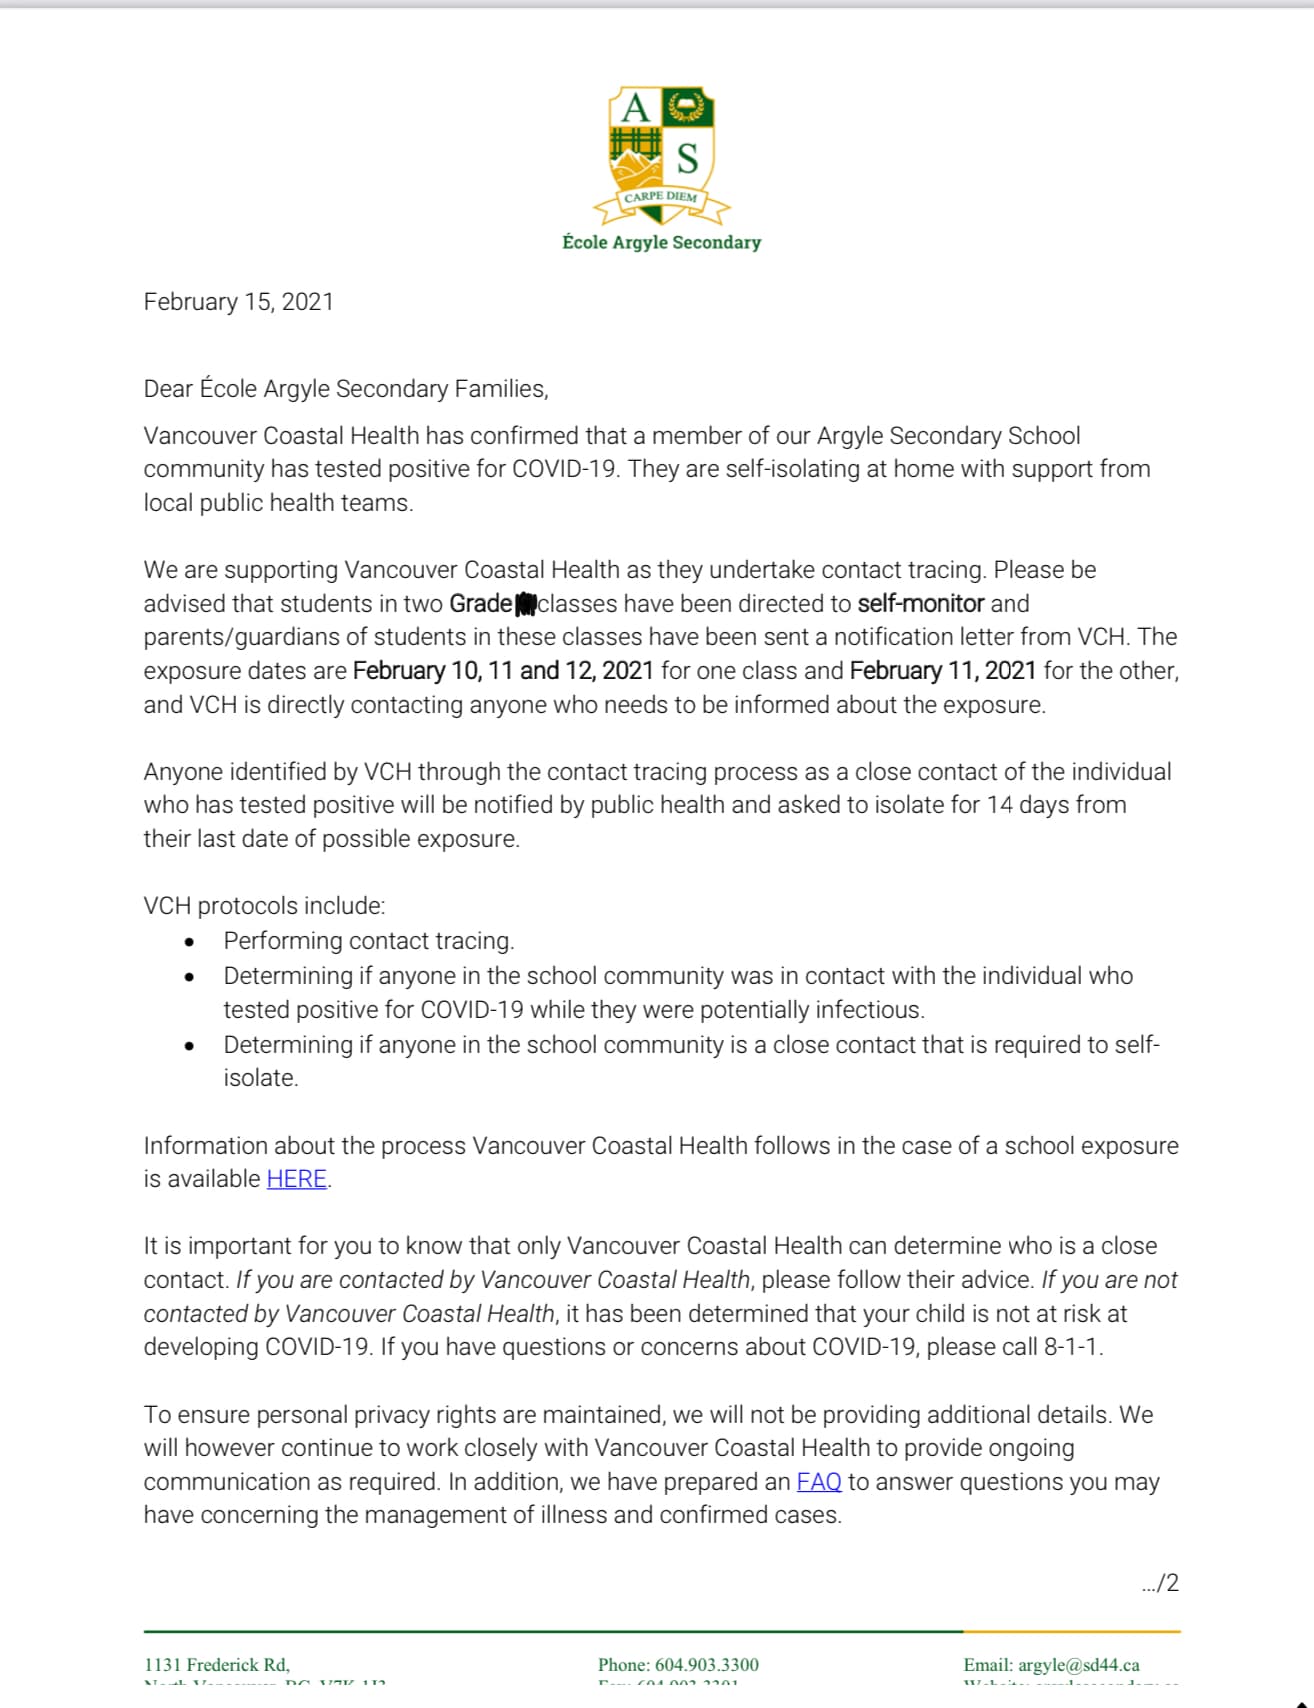 A
S
CARPE DIEM
École Argyle Secondary
February 15, 2021
Dear École Argyle Secondary Families,
Vancouver Coastal Health has confirmed that a member of our Argyle Secondary School
community has tested positive for COVID-19. They are self-isolating at home with support from
local public health teams.
We are supporting Vancouver Coastal Health as they undertake contact tracing. Please be
advised that students in two Grade classes have been directed to self-monitor and
parents/guardians of students in these classes have been sent a notification letter from VCH. The
exposure dates are February 10, 11 and 12, 2021 for one class and February 11, 2021 for the other,
and VCH is directly contacting anyone who needs to be informed about the exposure.
Anyone identified by VCH through the contact tracing process as a close contact of the individual
who has tested positive will be notified by public health and asked to isolate for 14 days from
their last date of possible exposure.
VCH protocols include:
• Performing contact tracing.
• Determining if anyone in the school community was in contact with the individual who
tested positive for COVID-19 while they were potentially infectious.
• Determining if anyone in the school community is a close contact that is required to self-
isolate.
Information about the process Vancouver Coastal Health follows in the case of a school exposure
is available HERE.
It is important for you to know that only Vancouver Coastal Health can determine who is a close
contact. If you are contacted by Vancouver Coastal Health, please follow their advice. If you are not
contacted by Vancouver Coastal Health, it has been determined that your child is not at risk at
developing COVID-19. If you have questions or concerns about COVID-19, please call 8-1-1.
To ensure personal privacy rights are maintained, we will not be providing additional details. We
will however continue to work closely with Vancouver Coastal Health to provide ongoing
communication as required. In addition, we have prepared an FAQ to answer questions you may
have concerning the management of illness and confirmed cases.
.../2
1131 Frederick Rd,
Phone: 604.903.3300
Email: argyle@sd44.ca